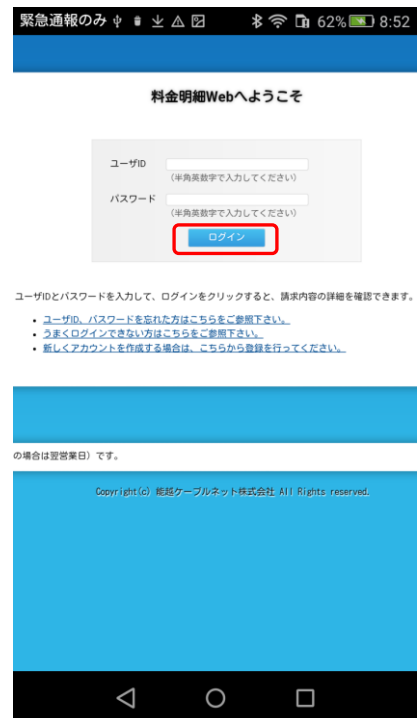 緊急通報のみ 62% 8:52
料金明細Webへようこそ
ユーザID
(半角英数字で入力してください)
パスワード
(半角英数字で入力してください)
ログイン
ユーザIDとパスワードを入力して、ログインをクリックすると、請求内容の詳細を確認できます。
ユーザID、パスワードを忘れた方はこちらをご参照下さい。
うまくログインできない方はこちらをご参照下さい。
新しくアカウントを作成する場合は、こちらから登録を行ってください。
の場合は翌営業日）です。
Copyright(c) 能越ケーブルネット株式会社 All Rights reserved.